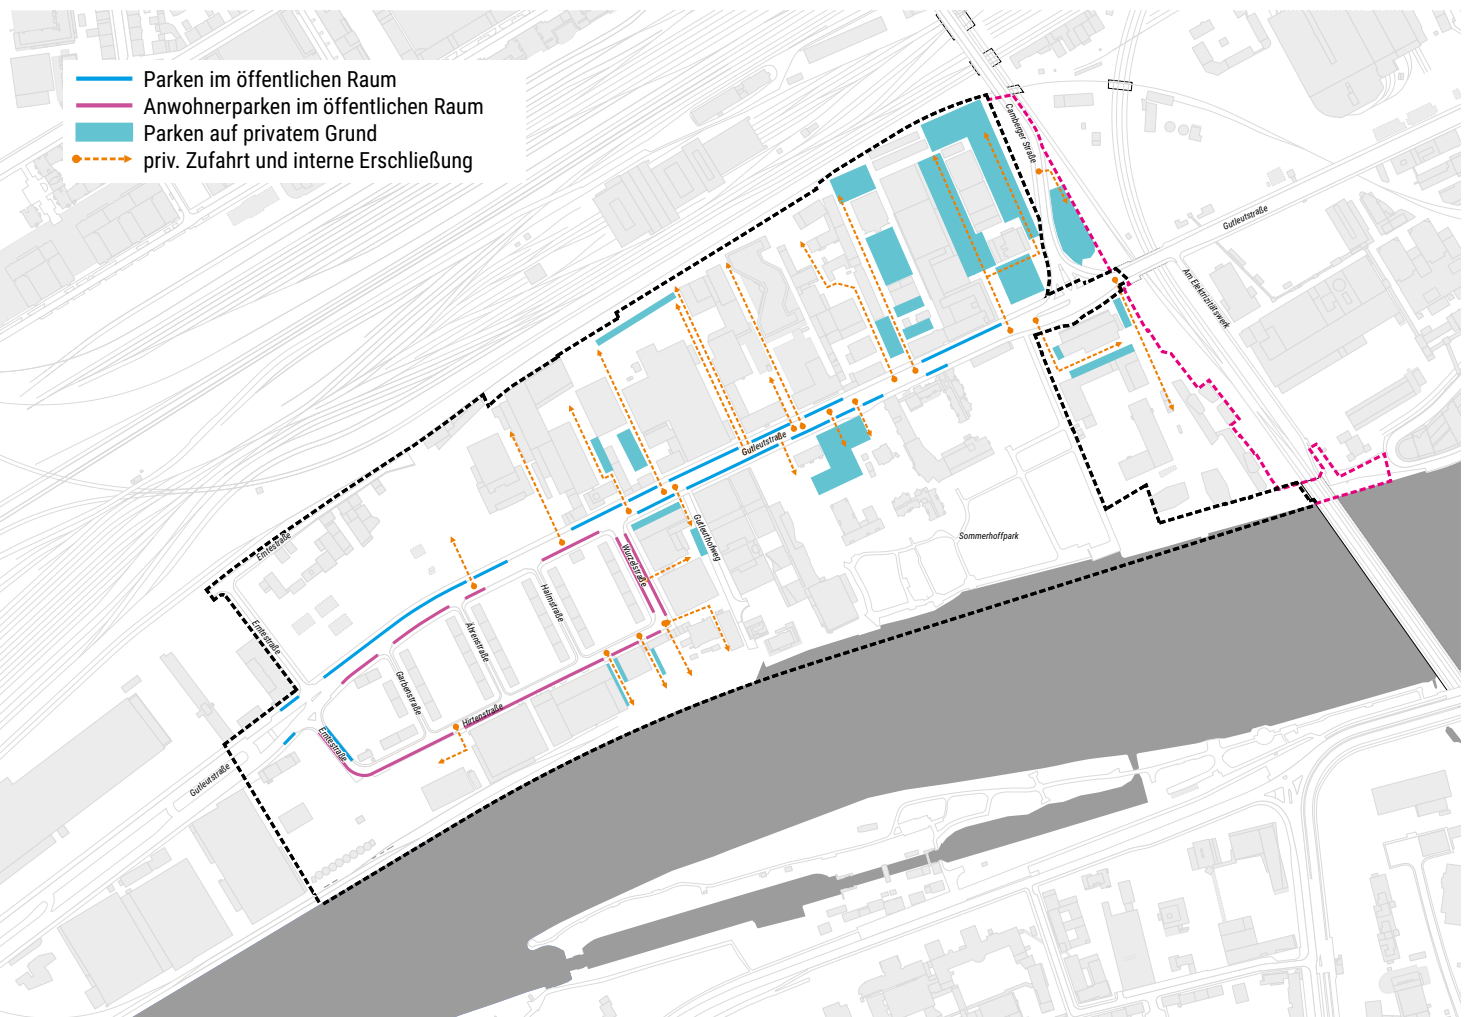 Parken im öffentlichen Raum
Anwohnerparken im öffentlichen Raum
Parken auf privatem Grund
priv. Zufahrt und interne Erschließung
Camberger Straße
Gutleutstraße
Am Elektrizitätswerk
Gutleutstraße
Gutleuthofweg
Sommerhoffpark
Wurzelstraße
Erntestraße
Halmstraße
Ährenstraße
Erntestraße
Garbenstraße
Hirtenstraße
Erntestraße
Gutleutstraße